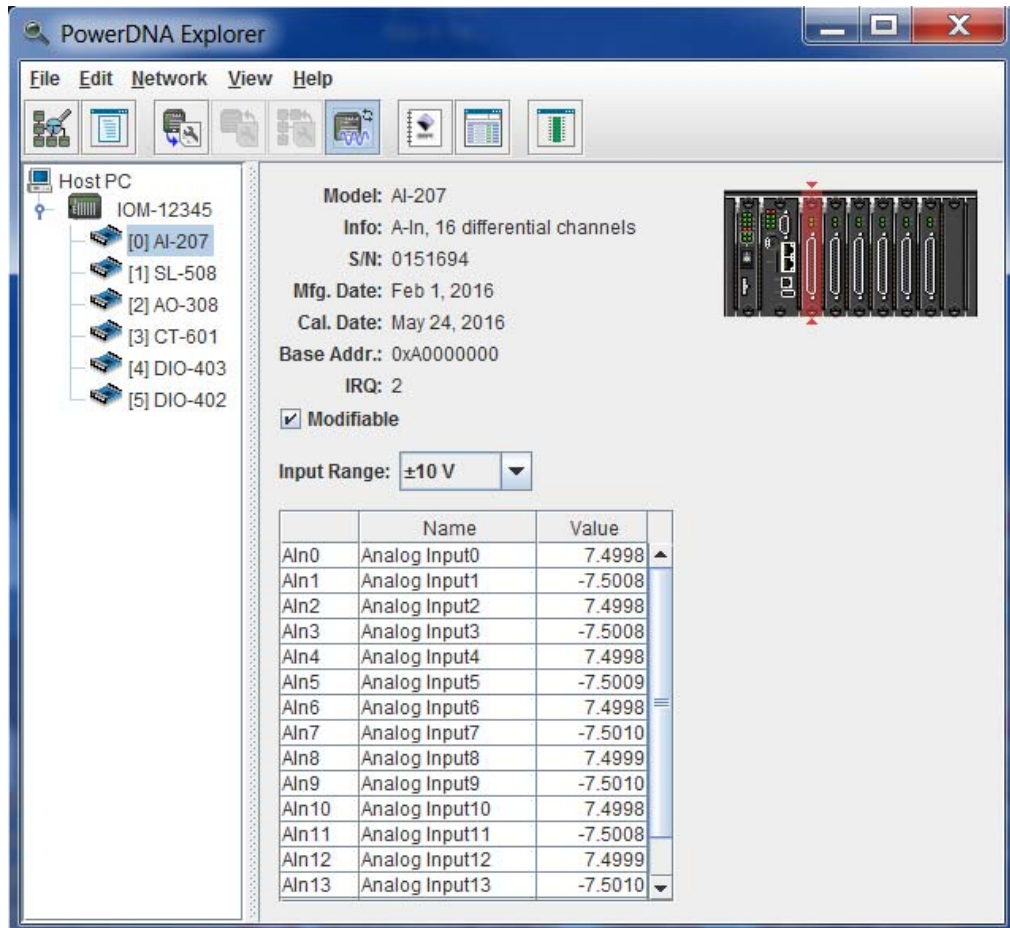 PowerDNA Explorer
File Edit Network View Help
Host PC
IOM-12345
[0] AI-207
[1] SL-508
[2] AO-308
[3] CT-601
[4] DIO-403
[5] DIO-402
Model: AI-207
Info: A-In, 16 differential channels
S/N: 0151694
Mfg. Date: Feb 1, 2016
Cal. Date: May 24, 2016
Base Addr.: 0xA0000000
IRQ: 2
Modifiable
Input Range: ±10 V
Name Value
AIn0 Analog Input0 7.4998
AIn1 Analog Input1 -7.5008
AIn2 Analog Input2 7.4998
AIn3 Analog Input3 -7.5008
AIn4 Analog Input4 7.4998
AIn5 Analog Input5 -7.5009
AIn6 Analog Input6 7.4998
AIn7 Analog Input7 -7.5010
AIn8 Analog Input8 7.4999
AIn9 Analog Input9 -7.5010
AIn10 Analog Input10 7.4998
AIn11 Analog Input11 -7.5008
AIn12 Analog Input12 7.4999
AIn13 Analog Input13 -7.5010